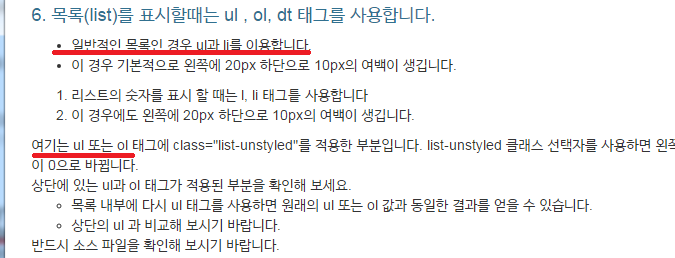 6. 목록(list)를 표시할때는 ul , ol, dt 태그를 사용합니다.
일반적인 목록인 경우 ul과 li를 이용합니다.
이 경우 기본적으로 왼쪽에 20px 하단으로 10px의 여백이 생깁니다.
1. 리스트의 숫자를 표시 할 때는 l, li 태그를 사용합니다
2. 이 경우에도 왼쪽에 20px 하단으로 10px의 여백이 생깁니다.
여기는 ul 또는 ol 태그에 class="list-unstyled"를 적용한 부분입니다. list-unstyled 클래스 선택자를 사용하면 왼쪽
이 0으로 바뀝니다.
상단에 있는 ul과 ol 태그가 적용된 부분을 확인해 보세요.
목록 내부에 다시 ul 태그를 사용하면 원래의 ul 또는 ol 값과 동일한 결과를 얻을 수 있습니다.
상단의 ul 과 비교해 보시기 바랍니다.
반드시 소스 파일을 확인해 보시기 바랍니다.